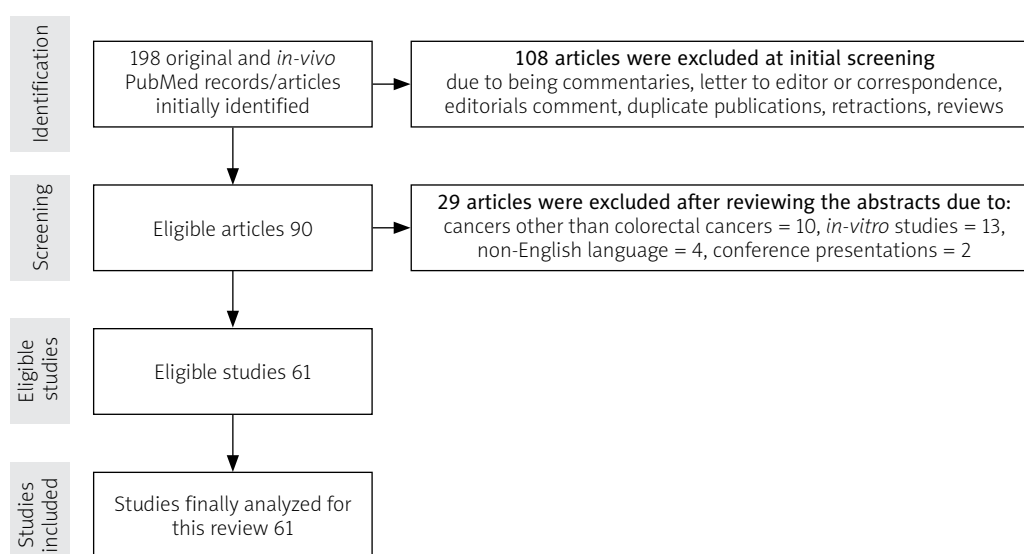 Identification
198 original and in-vivo
PubMed records/articles
initially identified
108 articles were excluded at initial screening
due to being commentaries, letter to editor or correspondence,
editorials comment, duplicate publications, retractions, reviews
Screening
Eligible articles 90
29 articles were excluded after reviewing the abstracts due to:
cancers other than colorectal cancers = 10, in-vitro studies = 13,
non-English language = 4, conference presentations = 2
Eligible
studies
Eligible studies 61
Studies
included
Studies finally analyzed for
this review 61